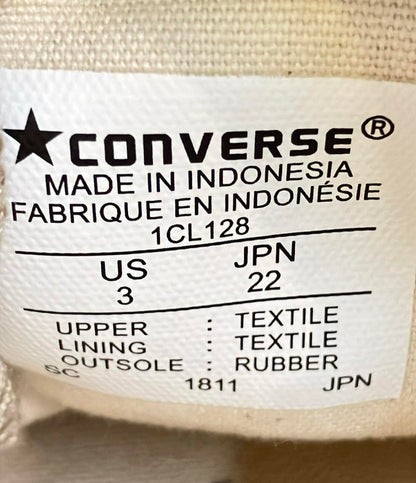 ★CONVERSE®
MADE IN INDONESIA
FABRIQUE EN INDONÉSIE
1CL128
US JPN
3 22
UPPER : TEXTILE
LINING : TEXTILE
OUTSOLE : RUBBER
SC 1811 JPN